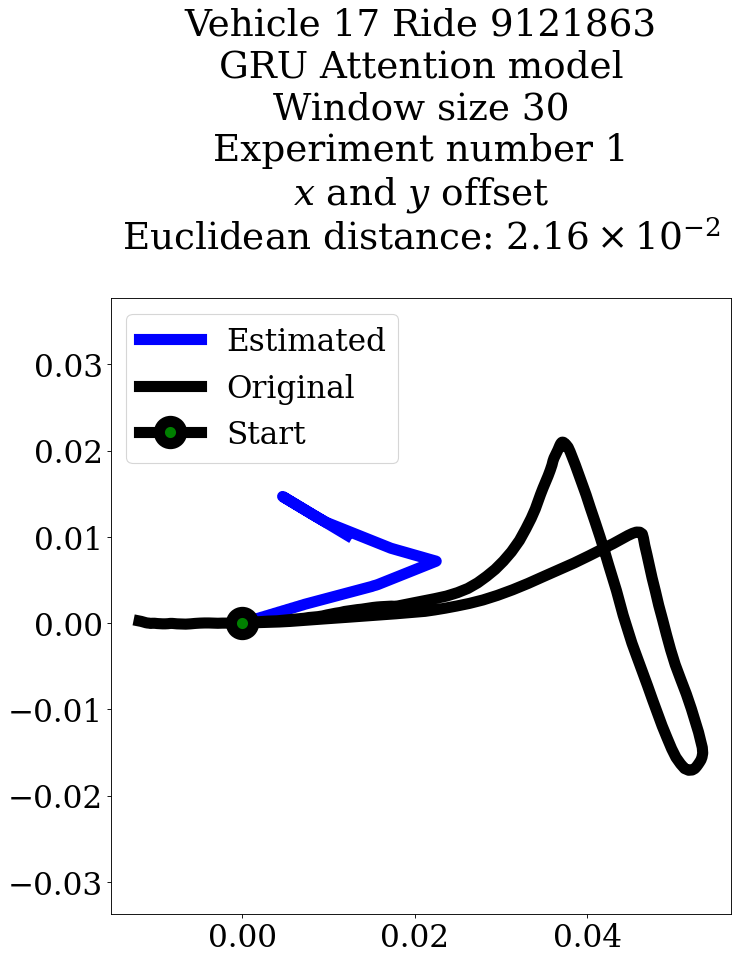 Vehicle 17 Ride 9121863
GRU Attention model
Window size 30
Experiment number 1
x and y offset
Euclidean distance: 2.16 × 10⁻²
Estimated
Original
Start
0.03
0.02
0.01
0.00
−0.01
−0.02
−0.03
0.00 0.02 0.04